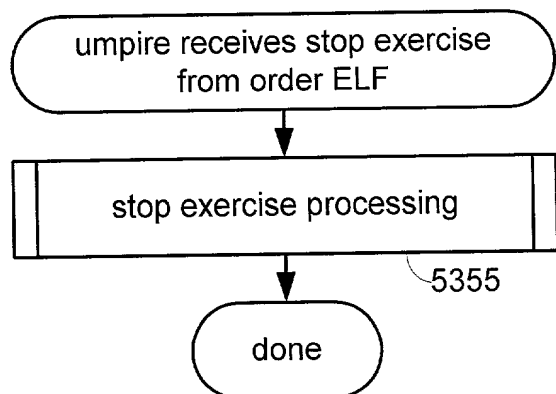 umpire receives stop exercise
from order ELF
stop exercise processing
5355
done